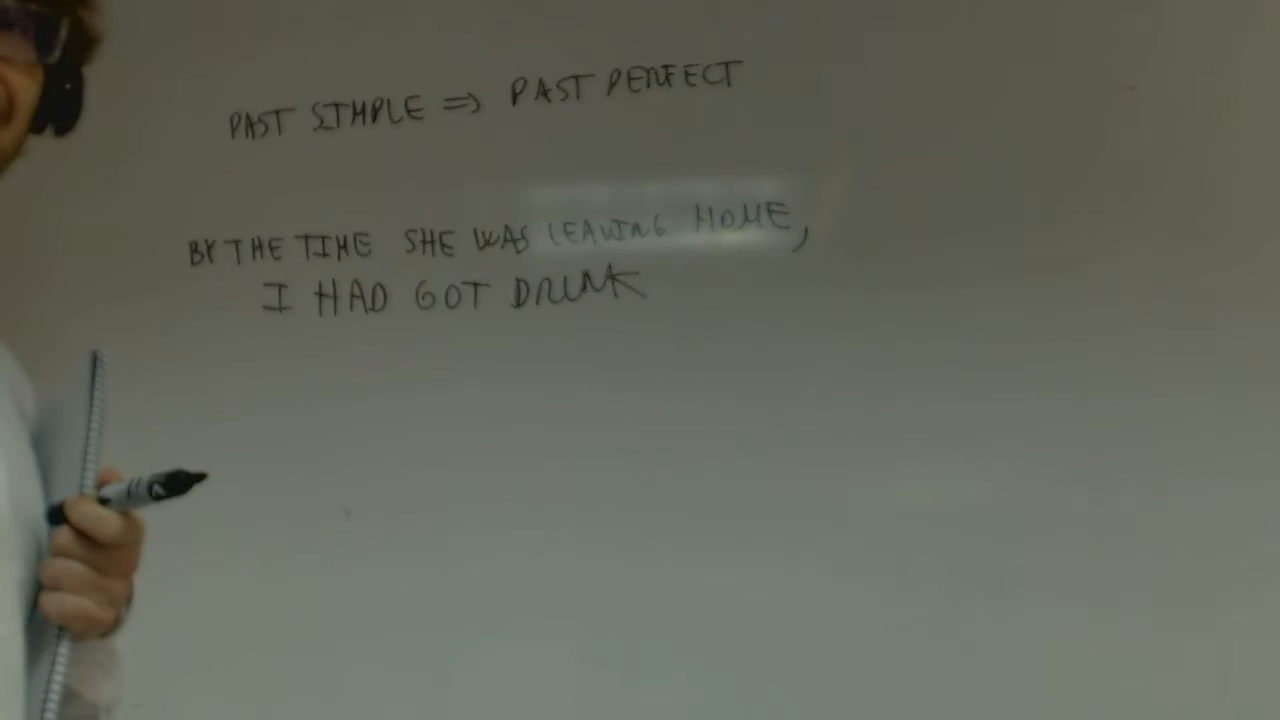 PAST SIMPLE => PAST PERFECT
BY THE TIME SHE WAS LEAVING HOME,
I HAD GOT DRUNK